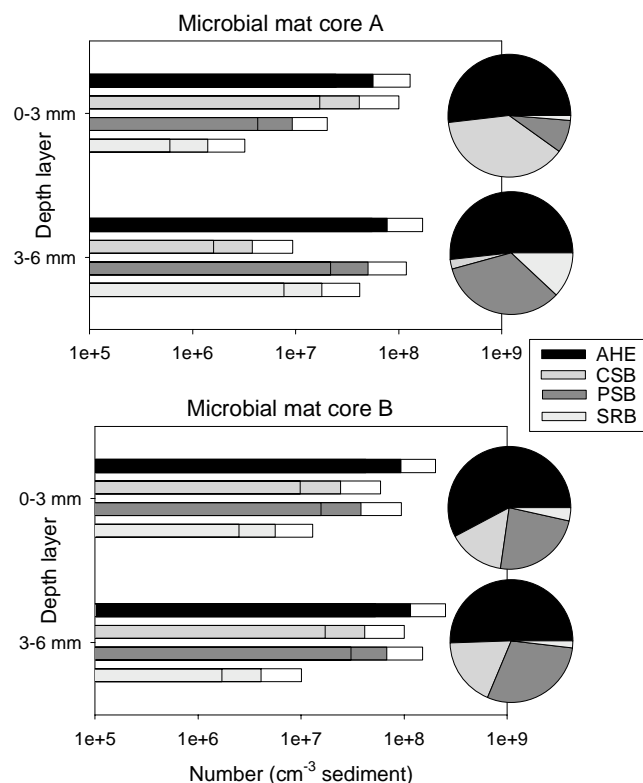 Microbial mat core A
Depth layer
0-3 mm
3-6 mm
1e+5 1e+6 1e+7 1e+8 1e+9
AHE
CSB
PSB
SRB
Microbial mat core B
Depth layer
0-3 mm
3-6 mm
1e+5 1e+6 1e+7 1e+8 1e+9
Number (cm⁻³ sediment)